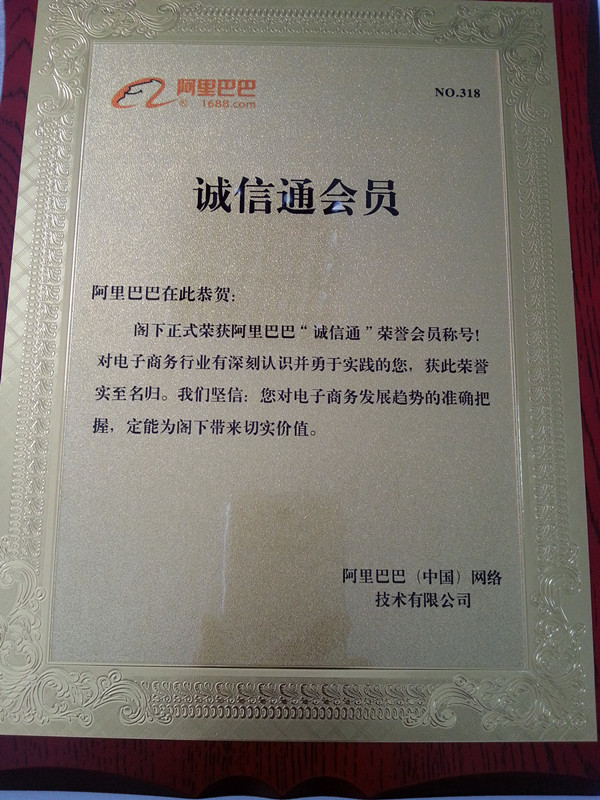 阿里巴巴
1688.com
NO.318
诚信通会员
阿里巴巴在此恭贺:
阁下正式荣获阿里巴巴“诚信通”荣誉会员称号!
对电子商务行业有深刻认识并勇于实践的您，获此荣誉
实至名归。我们坚信: 您对电子商务发展趋势的准确把
握，定能为阁下带来切实价值。
阿里巴巴（中国）网络
技术有限公司